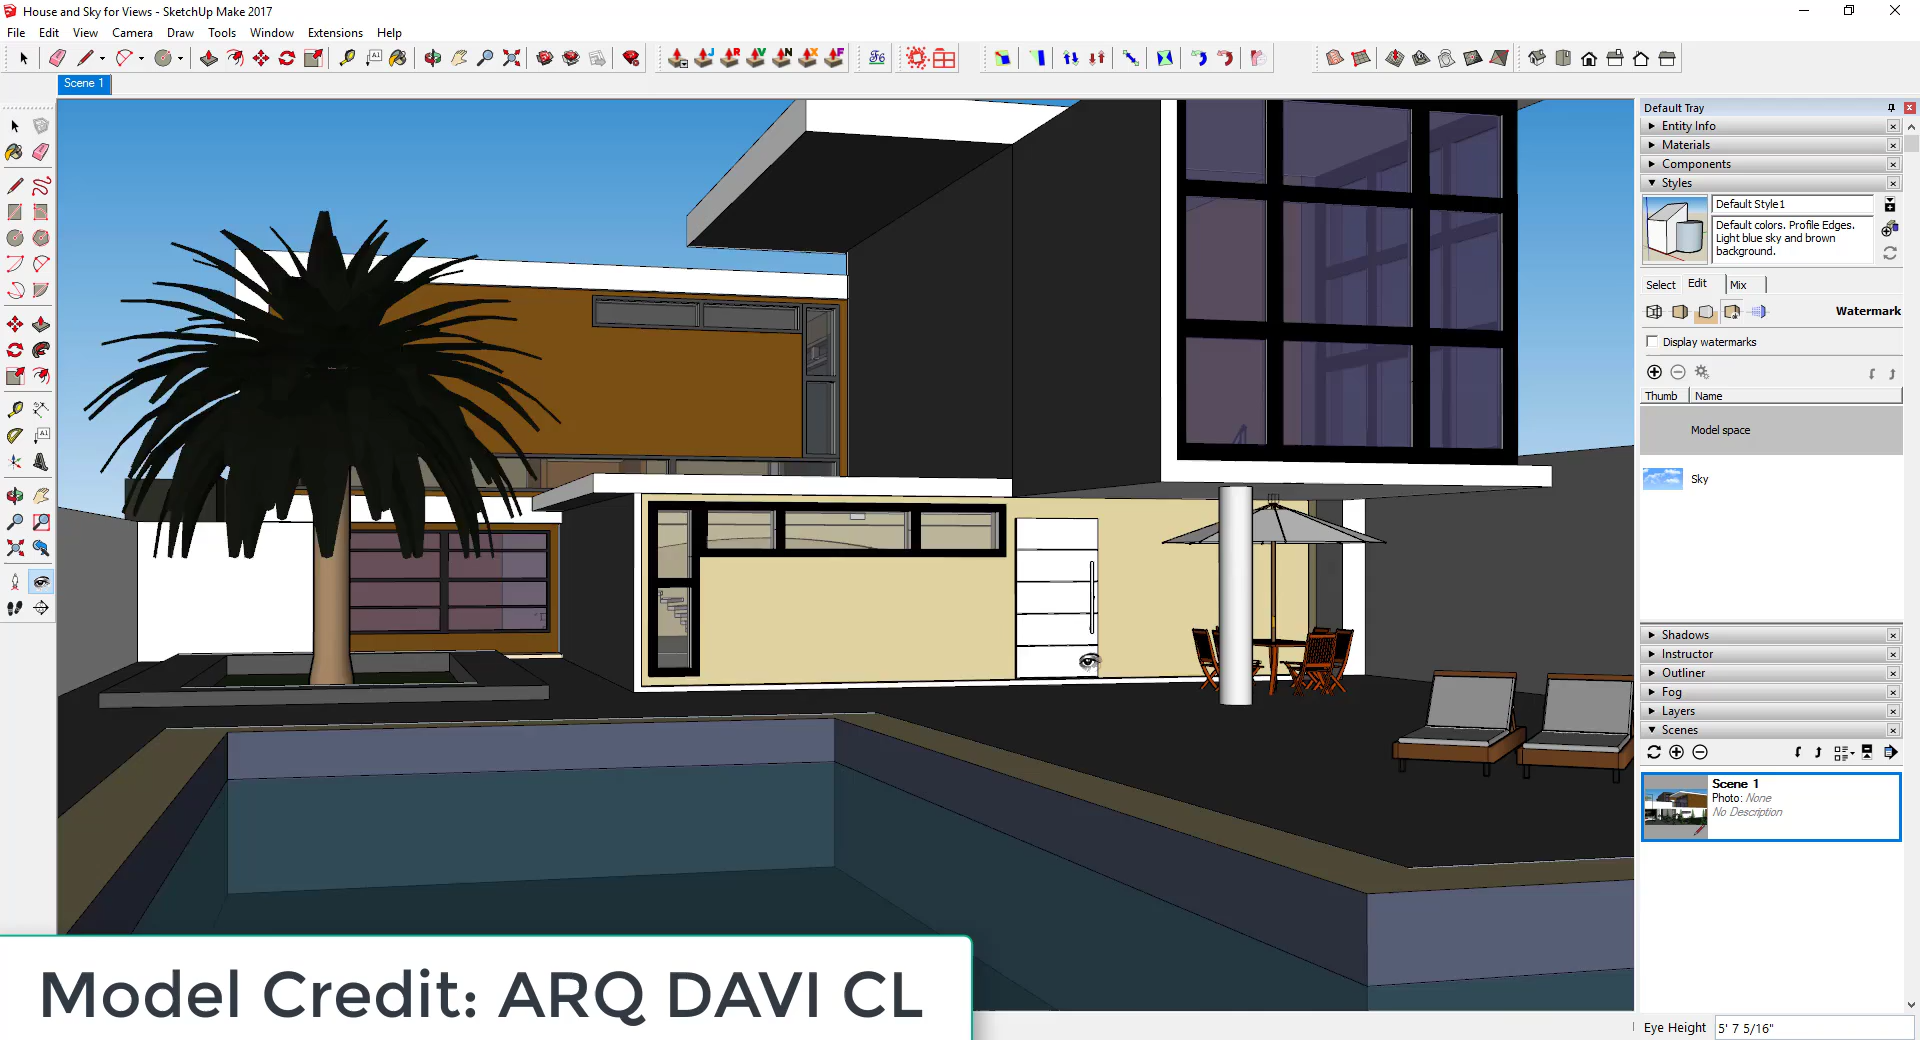 House and Sky for Views - SketchUp Make 2017
File Edit View Camera Draw Tools Window Extensions Help
Scene 1
Default Tray
Entity Info
Materials
Components
Styles
Default Style1
Default colors. Profile Edges.
Light blue sky and brown
background.
Select Edit Mix
Watermark
Display watermarks
Thumb Name
Model space
Sky
Shadows
Instructor
Outliner
Fog
Layers
Scenes
Scene 1
Photo: None
No Description
Model Credit: ARQ DAVI CL
Eye Height 5' 7 5/16"